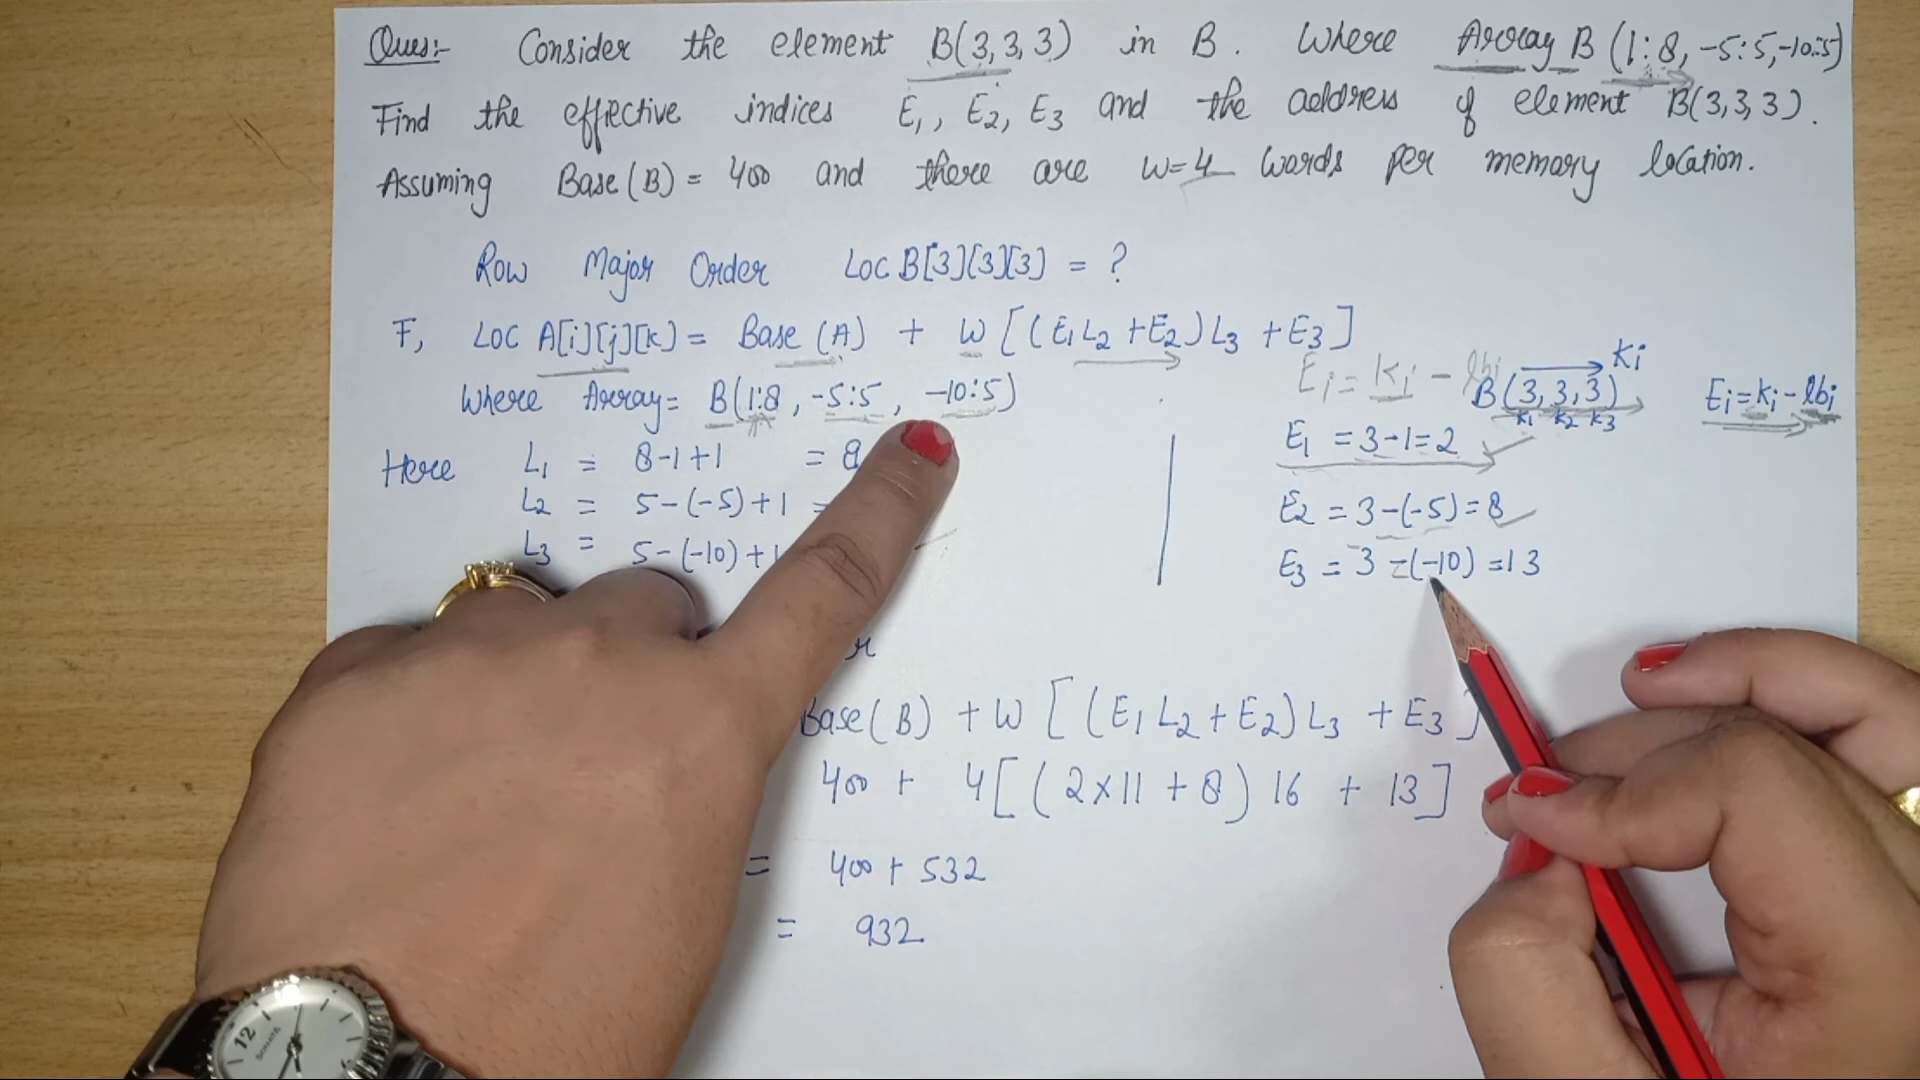 Ques:- Consider the element B(3,3,3) in B. Where Array B (1:8, -5:5, -10:5)
Find the effective indices E1, E2, E3 and the address of element B(3,3,3).
Assuming Base(B) = 400 and there are w=4 words per memory location.
Row Major Order LOC B[3][3][3] = ?
F, LOC A[i][j][k] = Base (A) + W [(E1L2 +E2)L3 +E3]
Where Array = B(1:8, -5:5, -10:5)
Ei = Ki - lbi
Ki
B(3,3,3)
K1 K2 K3
Ei = Ki - lbi
Here L1 = 8-1+1 = 8
L2 = 5-(-5)+1 =
L3 = 5-(-10)+1
E1 = 3-1=2
E2 = 3-(-5)=8
E3 = 3-(-10)=13
Base(B) + W [(E1L2+E2)L3 +E3]
400 + 4[(2x11+8)16 + 13]
= 400 + 532
= 932
12
SONATA